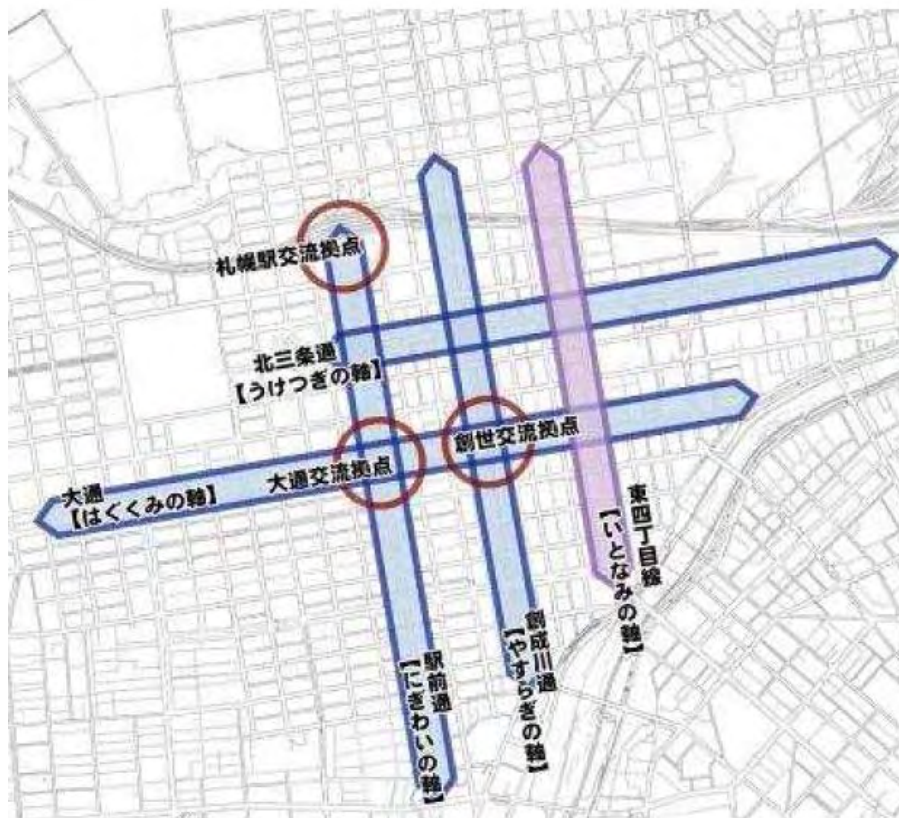 札幌駅交流拠点
北三条通
【うけつぎの軸】
創世交流拠点
大通交流拠点
大通
【はぐくみの軸】
東四丁目線
【いとなみの軸】
創成川通
【やすらぎの軸】
駅前通
【にぎわいの軸】